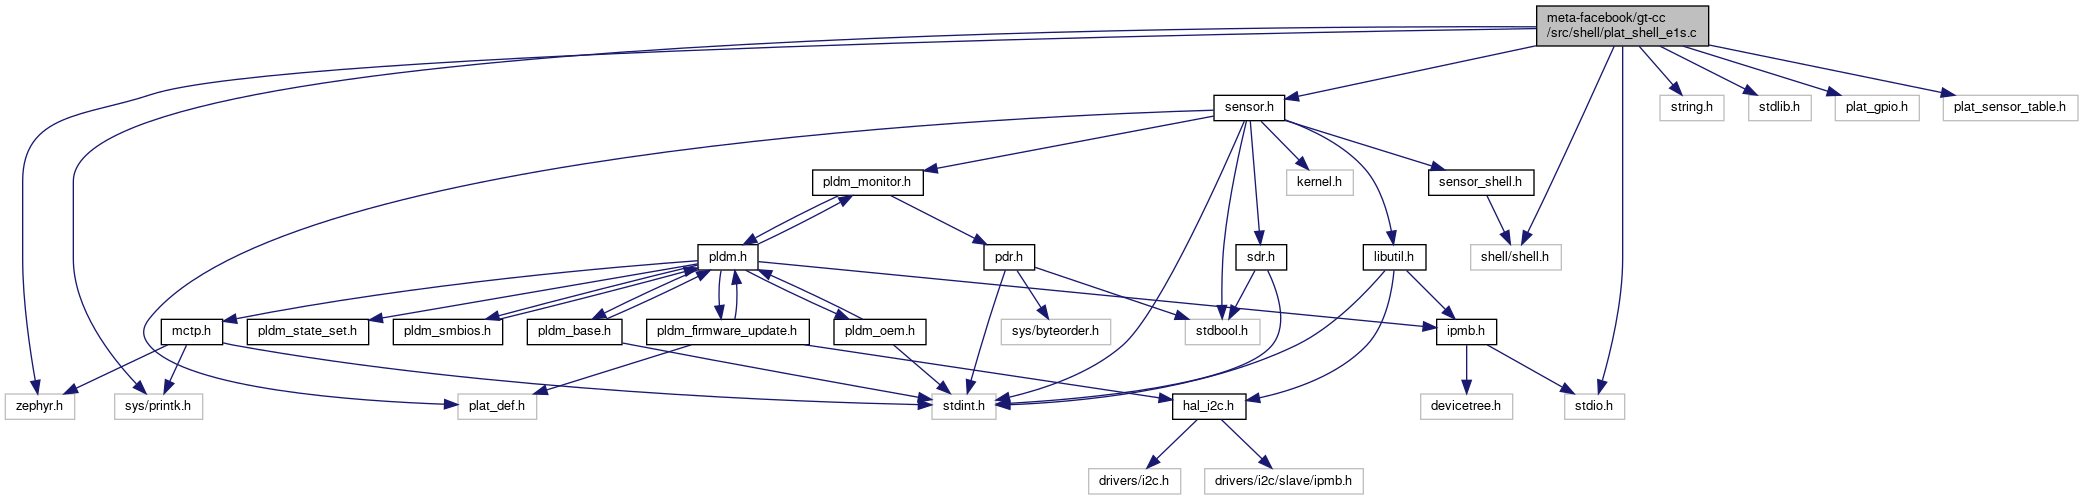 meta-facebook/gt-cc
/src/shell/plat_shell_e1s.c
sensor.h
string.h
stdlib.h
plat_gpio.h
plat_sensor_table.h
pldm_monitor.h
kernel.h
sensor_shell.h
pldm.h
pdr.h
sdr.h
libutil.h
shell/shell.h
mctp.h
pldm_state_set.h
pldm_smbios.h
pldm_base.h
pldm_firmware_update.h
pldm_oem.h
sys/byteorder.h
stdbool.h
ipmb.h
zephyr.h
sys/printk.h
plat_def.h
stdint.h
hal_i2c.h
devicetree.h
stdio.h
drivers/i2c.h
drivers/i2c/slave/ipmb.h